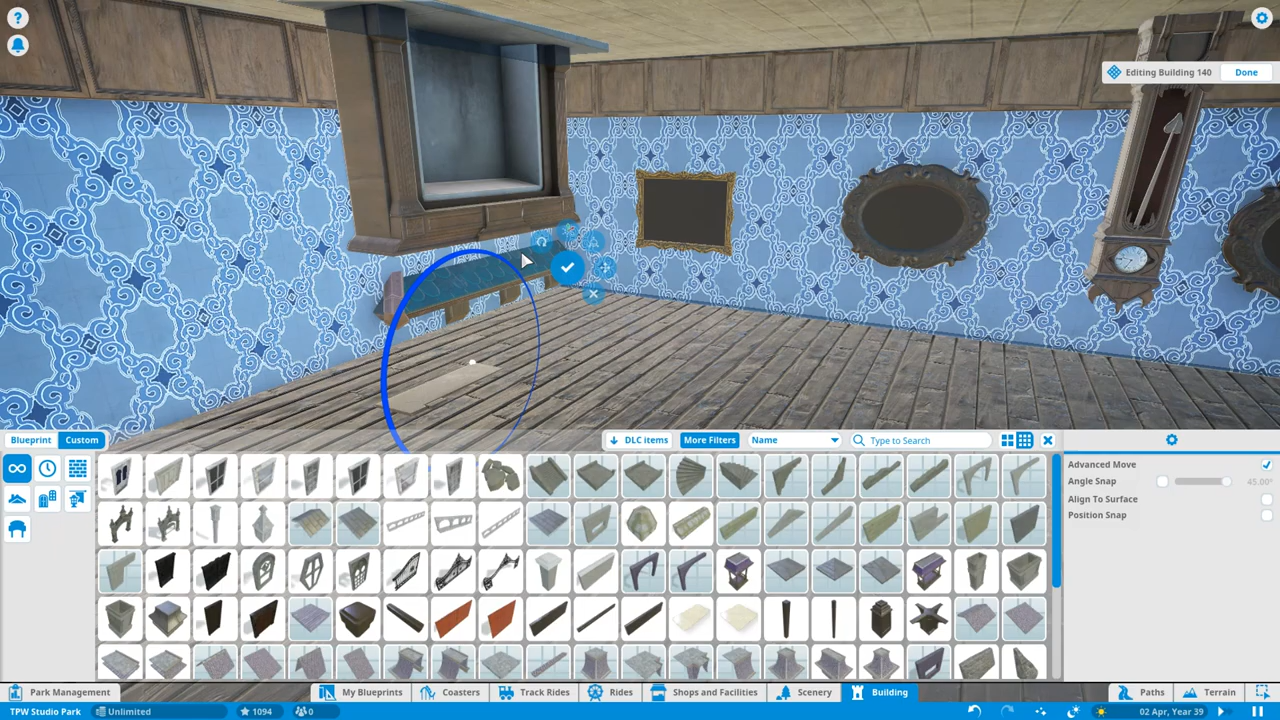 ?
Editing Building 140
Done
Blueprint
Custom
DLC items
More Filters
Name
Type to Search
Advanced Move
Angle Snap
45.00°
Align To Surface
Position Snap
Park Management
My Blueprints
Coasters
Track Rides
Rides
Shops and Facilities
Scenery
Building
Paths
Terrain
TPW Studio Park
Unlimited
1094
0
02 Apr, Year 39